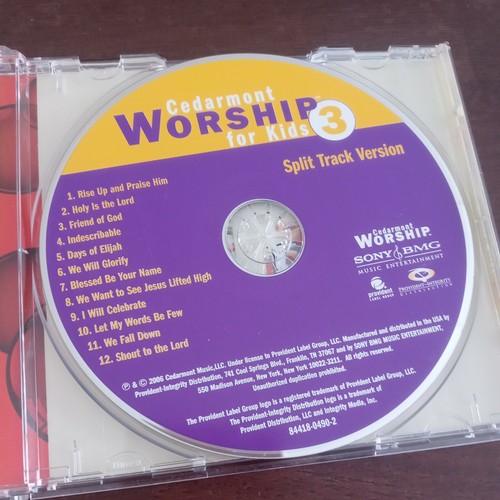 Cedarmont
WORSHIP
for Kids 3
Split Track Version
1. Rise Up and Praise Him
2. Holy Is the Lord
3. Friend of God
4. Indescribable
5. Days of Elijah
6. We Will Glorify
7. Blessed Be Your Name
8. We Want to See Jesus Lifted High
9. I Will Celebrate
10. Let My Words Be Few
11. We Fall Down
12. Shout to the Lord
Cedarmont
WORSHIP
SONY BMG
MUSIC ENTERTAINMENT
provident
LABEL GROUP
PROVIDENT-INTEGRITY
DISTRIBUTION
℗ & © 2006 Cedarmont Music, LLC. Under license to Provident Label Group, LLC. Manufactured and distributed in the USA by
Provident-Integrity Distribution, 741 Cool Springs Blvd., Franklin, TN 37067 and by SONY BMG MUSIC ENTERTAINMENT,
550 Madison Avenue, New York, New York 10022-3211. All rights reserved.
Unauthorized duplication prohibited.
The Provident Label Group logo is a registered trademark of Provident Label Group, LLC.
The Provident-Integrity Distribution logo is a trademark of
Provident Distribution, LLC and Integrity Media, Inc.
84418-0490-2